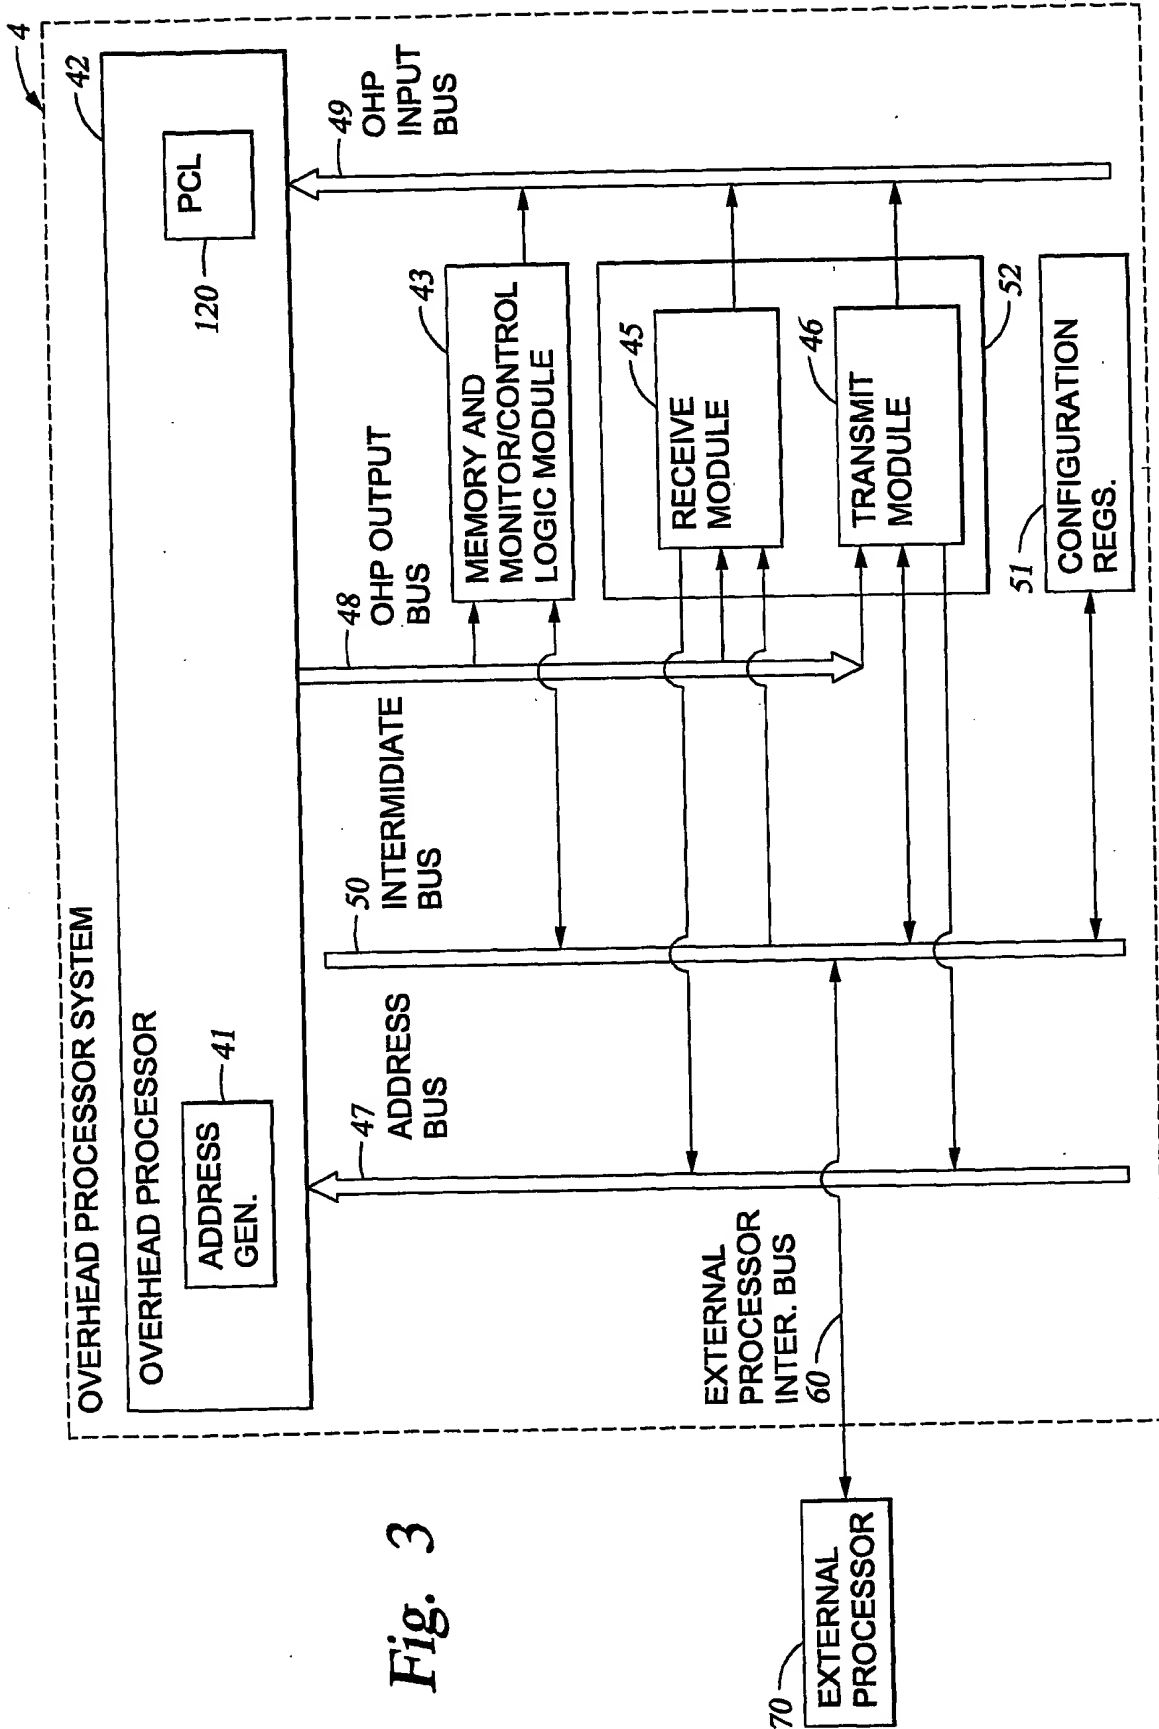 4
OVERHEAD PROCESSOR SYSTEM
42
OVERHEAD PROCESSOR
41
ADDRESS
GEN.
PCL
120
47
ADDRESS
BUS
50
INTERMIDIATE
BUS
48
OHP OUTPUT
BUS
49
OHP
INPUT
BUS
43
MEMORY AND
MONITOR/CONTROL
LOGIC MODULE
45
RECEIVE
MODULE
46
TRANSMIT
MODULE
52
51
CONFIGURATION
REGS.
EXTERNAL
PROCESSOR
INTER. BUS
60
70
EXTERNAL
PROCESSOR
Fig. 3